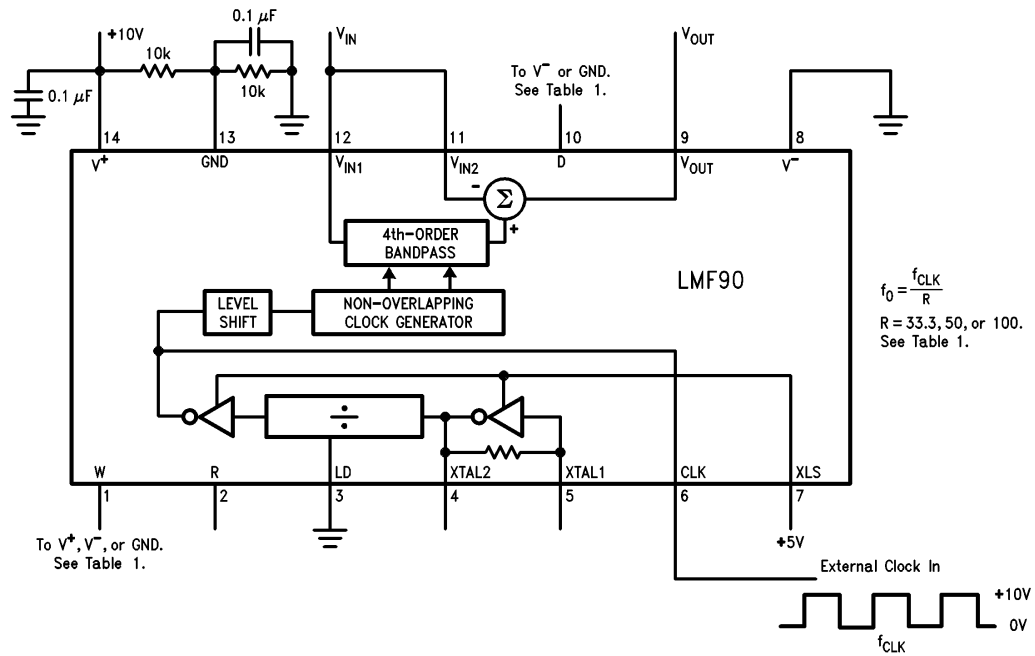 +10V
0.1 μF
VIN
VOUT
10k
10k
0.1 μF
To V⁻ or GND.
See Table 1.
14
13
12
11
10
9
8
V⁺
GND
VIN1
VIN2
D
VOUT
V⁻
-
Σ
+
4th-ORDER
BANDPASS
LMF90
LEVEL
SHIFT
NON-OVERLAPPING
CLOCK GENERATOR
f0 = fCLK/R
R = 33.3, 50, or 100.
See Table 1.
÷
W
R
LD
XTAL2
XTAL1
CLK
XLS
1
2
3
4
5
6
7
To V⁺, V⁻, or GND.
See Table 1.
+5V
External Clock In
+10V
0V
fCLK